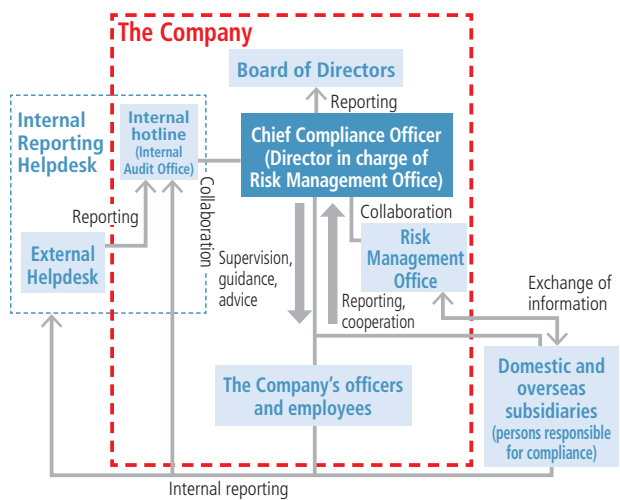 The Company
Board of Directors
Reporting
Internal
Reporting
Helpdesk
Internal
hotline
(Internal
Audit Office)
Chief Compliance Officer
(Director in charge of
Risk Management Office)
Collaboration
Reporting
External
Helpdesk
Collaboration
Risk
Management
Office
Supervision,
guidance,
advice
Reporting,
cooperation
Exchange of
information
The Company’s officers
and employees
Domestic and
overseas
subsidiaries
(persons responsible
for compliance)
Internal reporting